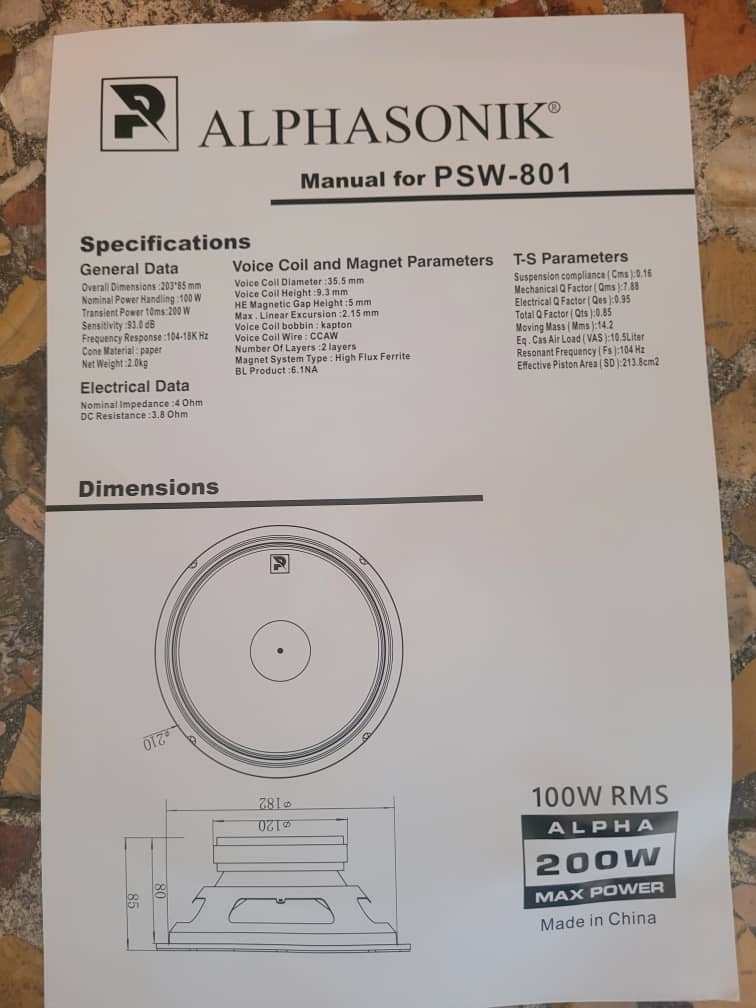 ALPHASONIK®
Manual for PSW-801
Specifications
General Data
Overall Dimensions :203*85 mm
Nominal Power Handling :100 W
Transient Power 10ms:200 W
Sensitivity :93.0 dB
Frequency Response :104-18K Hz
Cone Material : paper
Net Weight :2.0kg
Electrical Data
Nominal Impedance :4 Ohm
DC Resistance :3.8 Ohm
Voice Coil and Magnet Parameters
Voice Coil Diameter :35.5 mm
Voice Coil Height :9.3 mm
HE Magnetic Gap Height :5 mm
Max . Linear Excursion :2.15 mm
Voice Coil bobbin : kapton
Voice Coil Wire : CCAW
Number Of Layers :2 layers
Magnet System Type : High Flux Ferrite
BL Product :6.1NA
T-S Parameters
Suspension compliance ( Cms ):0.16
Mechanical Q Factor ( Qms ):7.88
Electrical Q Factor ( Qes ):0.95
Total Q Factor ( Qts ):0.85
Moving Mass ( Mms ):14.2
Eq . Cas Air Load ( VAS ):10.5Liter
Resonant Frequency ( Fs ):104 Hz
Effective Piston Area ( SD ):213.8cm2
Dimensions
ø210
ø182
ø120
85
80
100W RMS
ALPHA
200W
MAX POWER
Made in China